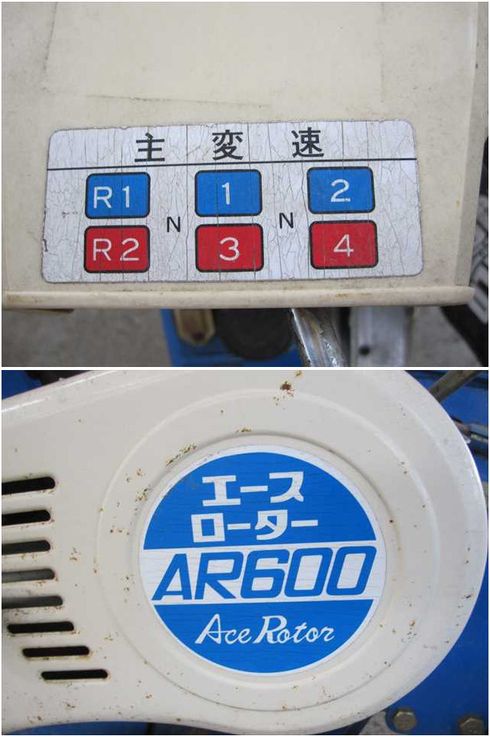 主変速
R1 1 2
N N
R2 3 4
エース
ローター
AR600
Ace Rotor